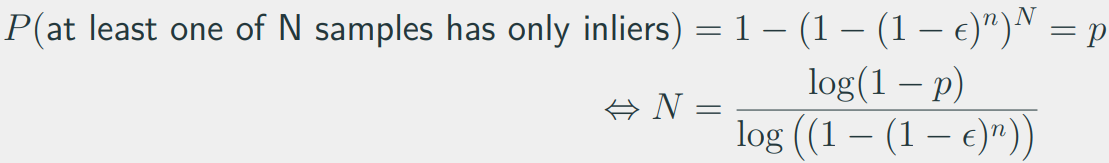 P(at least one of N samples has only inliers) = 1 − (1 − (1 − ϵ)ⁿ)ᴺ = p
⇔ N = log(1 − p) / log ((1 − (1 − ϵ)ⁿ))